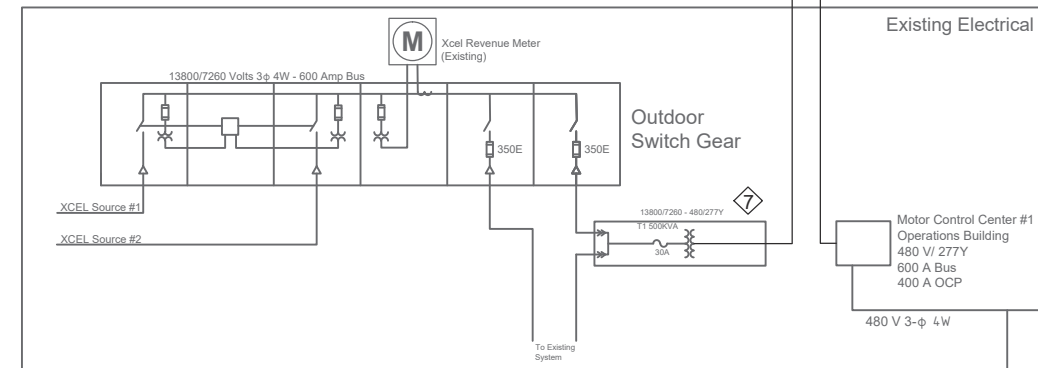 Existing Electrical
M
Xcel Revenue Meter
(Existing)
13800/7260 Volts 3ϕ 4W - 600 Amp Bus
Outdoor
Switch Gear
350E
350E
XCEL Source #1
XCEL Source #2
7
13800/7260 - 480/277Y
T1 500KVA
30A
Motor Control Center #1
Operations Building
480 V/ 277Y
600 A Bus
400 A OCP
480 V 3-ϕ 4W
To Existing
System